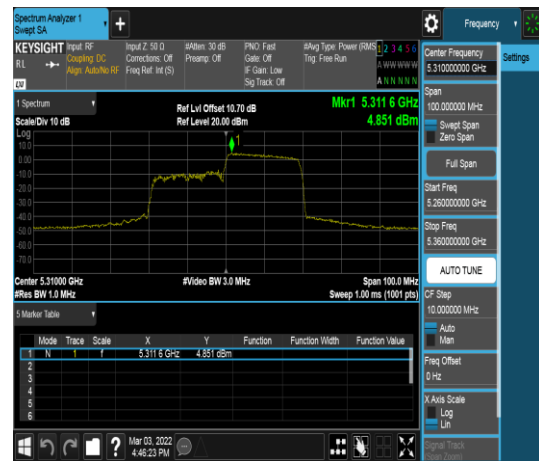 Spectrum Analyzer 1
Swept SA
+
Frequency
KEYSIGHT Input: RF Input Z: 50 Ω #Atten: 30 dB PNO: Fast #Avg Type: Power (RMS) 1 2 3 4 5 6
RL Coupling: DC Corrections: Off Preamp: Off Gate: Off Trig: Free Run A WW WW W
Align: Auto/No RF Freq Ref: Int (S) IF Gain: Low
Sig Track: Off A N N N N N
LXI
1 Spectrum
Scale/Div 10 dB
Ref Lvl Offset 10.70 dB
Ref Level 20.00 dBm
Mkr1 5.311 6 GHz
4.851 dBm
Log
10.0
0.00
-10.0
-20.0
-30.0
-40.0
-50.0
-60.0
-70.0
1
Center 5.31000 GHz #Video BW 3.0 MHz Span 100.0 MHz
#Res BW 1.0 MHz Sweep 1.00 ms (1001 pts)
5 Marker Table
Mode Trace Scale X Y Function Function Width Function Value
1 N 1 f 5.311 6 GHz 4.851 dBm
2
3
4
5
6
Mar 03, 2022
4:46:23 PM
?
Center Frequency
5.310000000 GHz
Settings
Span
100.000000 MHz
Swept Span
Zero Span
Full Span
Start Freq
5.260000000 GHz
Stop Freq
5.360000000 GHz
AUTO TUNE
CF Step
10.000000 MHz
Auto
Man
Freq Offset
0 Hz
X Axis Scale
Log
Lin
Signal Track
(Span Zoom)